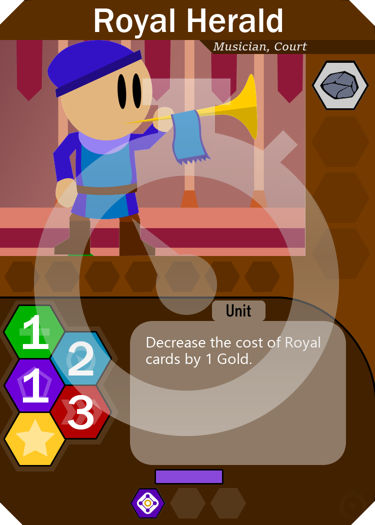 Royal Herald
Musician, Court
Unit
Decrease the cost of Royal
cards by 1 Gold.
1
2
1
3